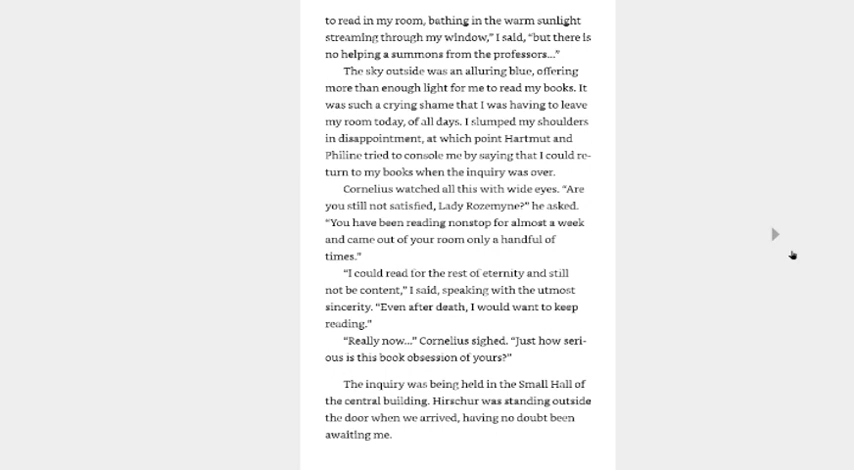 to read in my room, bathing in the warm sunlight
streaming through my window,” I said, “but there is
no helping a summons from the professors...”
The sky outside was an alluring blue, offering
more than enough light for me to read my books. It
was such a crying shame that I was having to leave
my room today, of all days. I slumped my shoulders
in disappointment, at which point Hartmut and
Philine tried to console me by saying that I could re-
turn to my books when the inquiry was over.
Cornelius watched all this with wide eyes. “Are
you still not satisfied, Lady Rozemyne?” he asked.
“You have been reading nonstop for almost a week
and came out of your room only a handful of
times.”
“I could read for the rest of eternity and still
not be content,” I said, speaking with the utmost
sincerity. “Even after death, I would want to keep
reading.”
“Really now...” Cornelius sighed. “Just how seri-
ous is this book obsession of yours?”
The inquiry was being held in the Small Hall of
the central building. Hirschur was standing outside
the door when we arrived, having no doubt been
awaiting me.